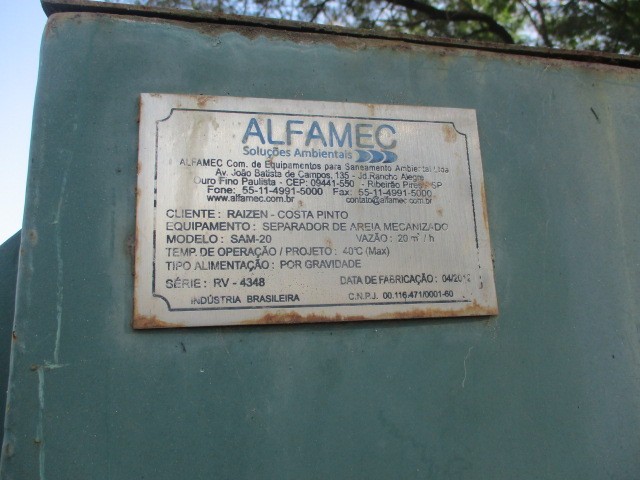 ALFAMEC
Soluções Ambientais
ALFAMEC Com. de Equipamentos para Saneamento Ambiental Ltda
Av. João Batista de Campos, 135 - Jd Rancho Alegre
Ouro Fino Paulista - CEP: 09441-550 - Ribeirão Pires SP
Fone: 55-11-4991-5000 Fax: 55-11-4991-5000
www.alfamec.com.br contato@alfamec.com.br
CLIENTE : RAIZEN - COSTA PINTO
EQUIPAMENTO : SEPARADOR DE AREIA MECANIZADO
MODELO : SAM-20 VAZÃO : 20 m³ / h
TEMP. DE OPERAÇÃO / PROJETO : 40°C (Max)
TIPO ALIMENTAÇÃO : POR GRAVIDADE
SÉRIE : RV - 4348 DATA DE FABRICAÇÃO :
INDÚSTRIA BRASILEIRA C.N.P.J. 00.116.471/0001-60